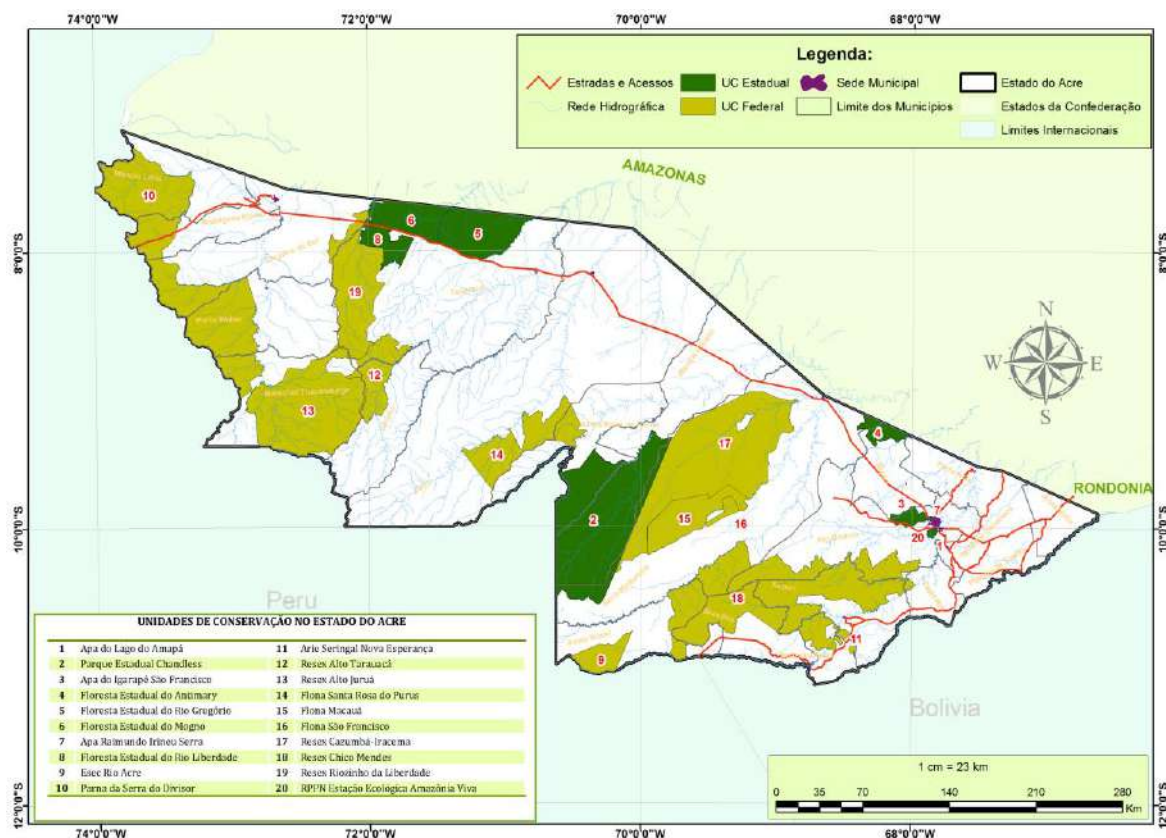 74°0'0"W 72°0'0"W 70°0'0"W 68°0'0"W
Legenda:
Estradas e Acessos UC Estadual Sede Municipal Estado do Acre
Rede Hidrográfica UC Federal Limite dos Municípios Estados da Confederação
Limites Internacionais
AMAZONAS
10
6
5
8
8°0'0"S 8°0'0"S
19
N
W E
S
12
13
4
17
14
RONDONIA
3
7
2
15
16
20
1
10°0'0"S 10°0'0"S
Peru
18
11
9
Bolivia
UNIDADES DE CONSERVAÇÃO NO ESTADO DO ACRE
1 Apa do Lago do Amapá 11 Arie Seringal Nova Esperança
2 Parque Estadual Chandless 12 Resex Alto Tarauacá
3 Apa do Igarapé São Francisco 13 Resex Alto Juruá
4 Floresta Estadual do Antimary 14 Flona Santa Rosa do Purus
5 Floresta Estadual do Rio Gregório 15 Flona Macauã
6 Floresta Estadual do Mogno 16 Flona São Francisco
7 Apa Raimundo Irineu Serra 17 Resex Cazumbá-Iracema
8 Floresta Estadual do Rio Liberdade 18 Resex Chico Mendes
9 Esec Rio Acre 19 Resex Riozinho da Liberdade
10 Parna da Serra do Divisor 20 RPPN Estação Ecológica Amazônia Viva
1 cm = 23 km
0 35 70 140 210 280
Km
12°0'0"S 12°0'0"S
74°0'0"W 72°0'0"W 70°0'0"W 68°0'0"W